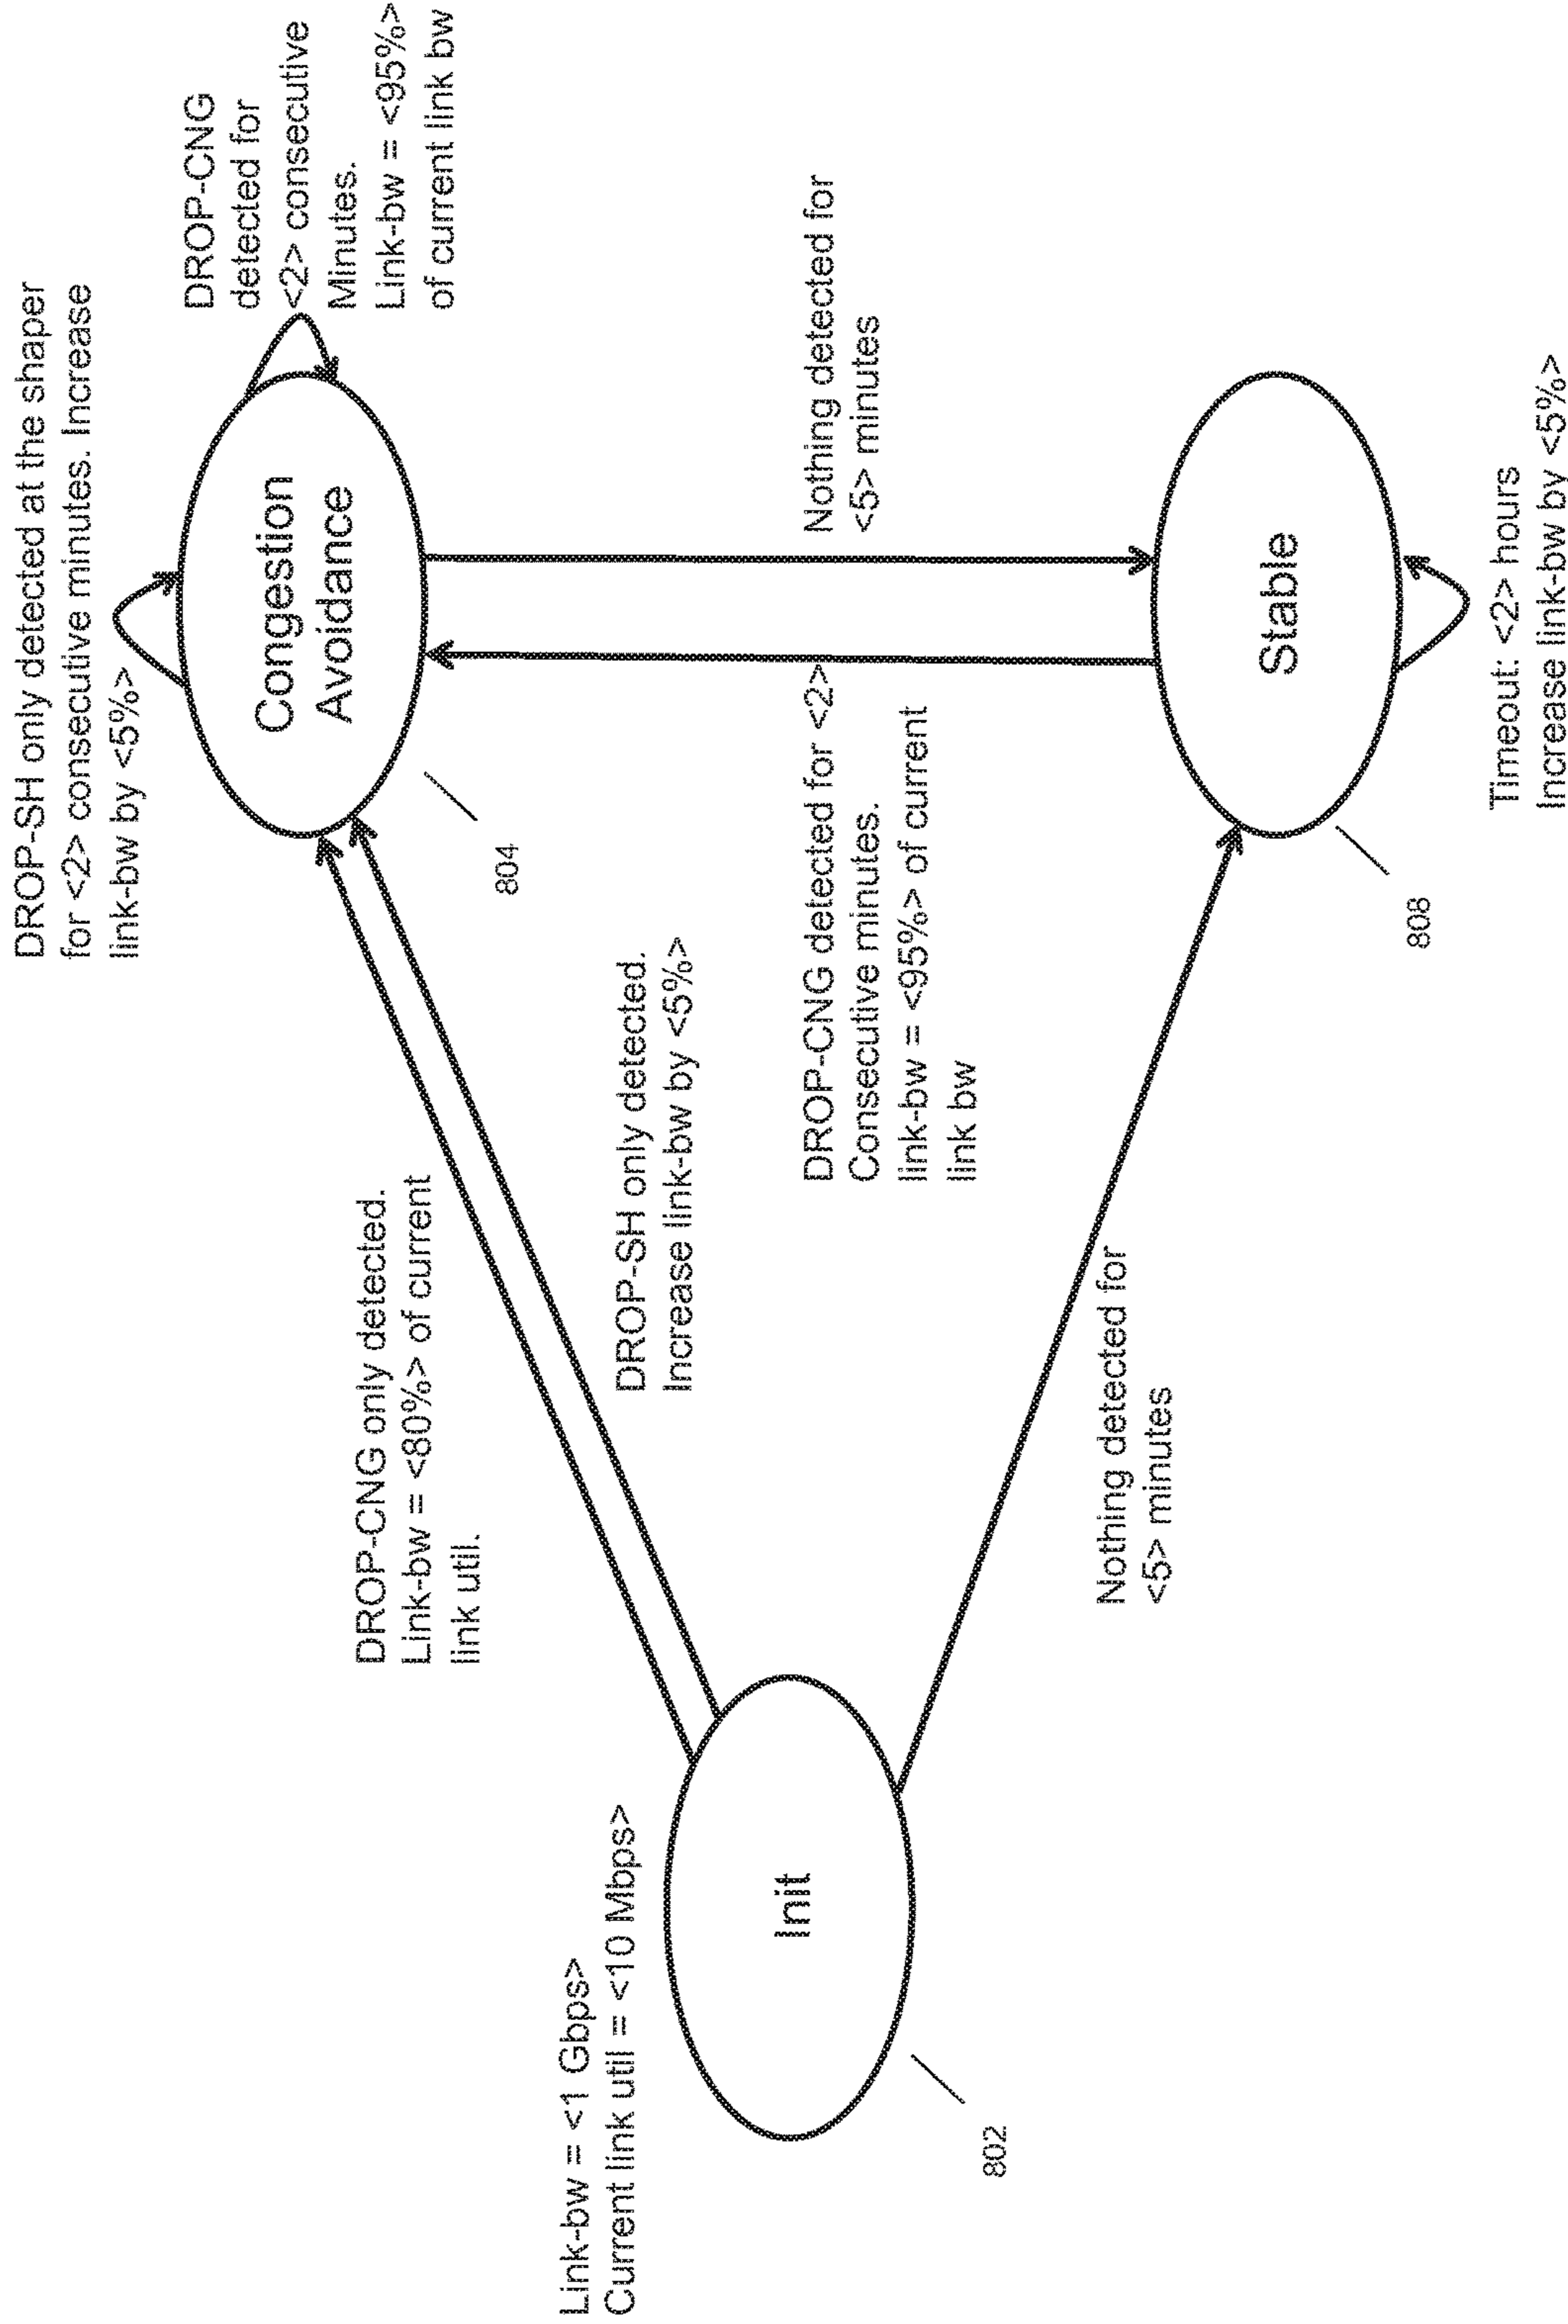 DROP-SH only detected at the shaper
for <2> consecutive minutes. Increase
link-bw by <5%>
DROP-CNG
detected for
<2> consecutive
Minutes.
Link-bw = <95%>
of current link bw
Congestion
Avoidance
804
DROP-CNG only detected.
Link-bw = <80%> of current
link util.
DROP-SH only detected.
Increase link-bw by <5%>
Link-bw = <1 Gbps>
Current link util = <10 Mbps>
Init
802
DROP-CNG detected for <2>
Consecutive minutes.
link-bw = <95%> of current
link bw
Nothing detected for
<5> minutes
Nothing detected for
<5> minutes
Stable
808
Timeout: <2> hours
Increase link-bw by <5%>